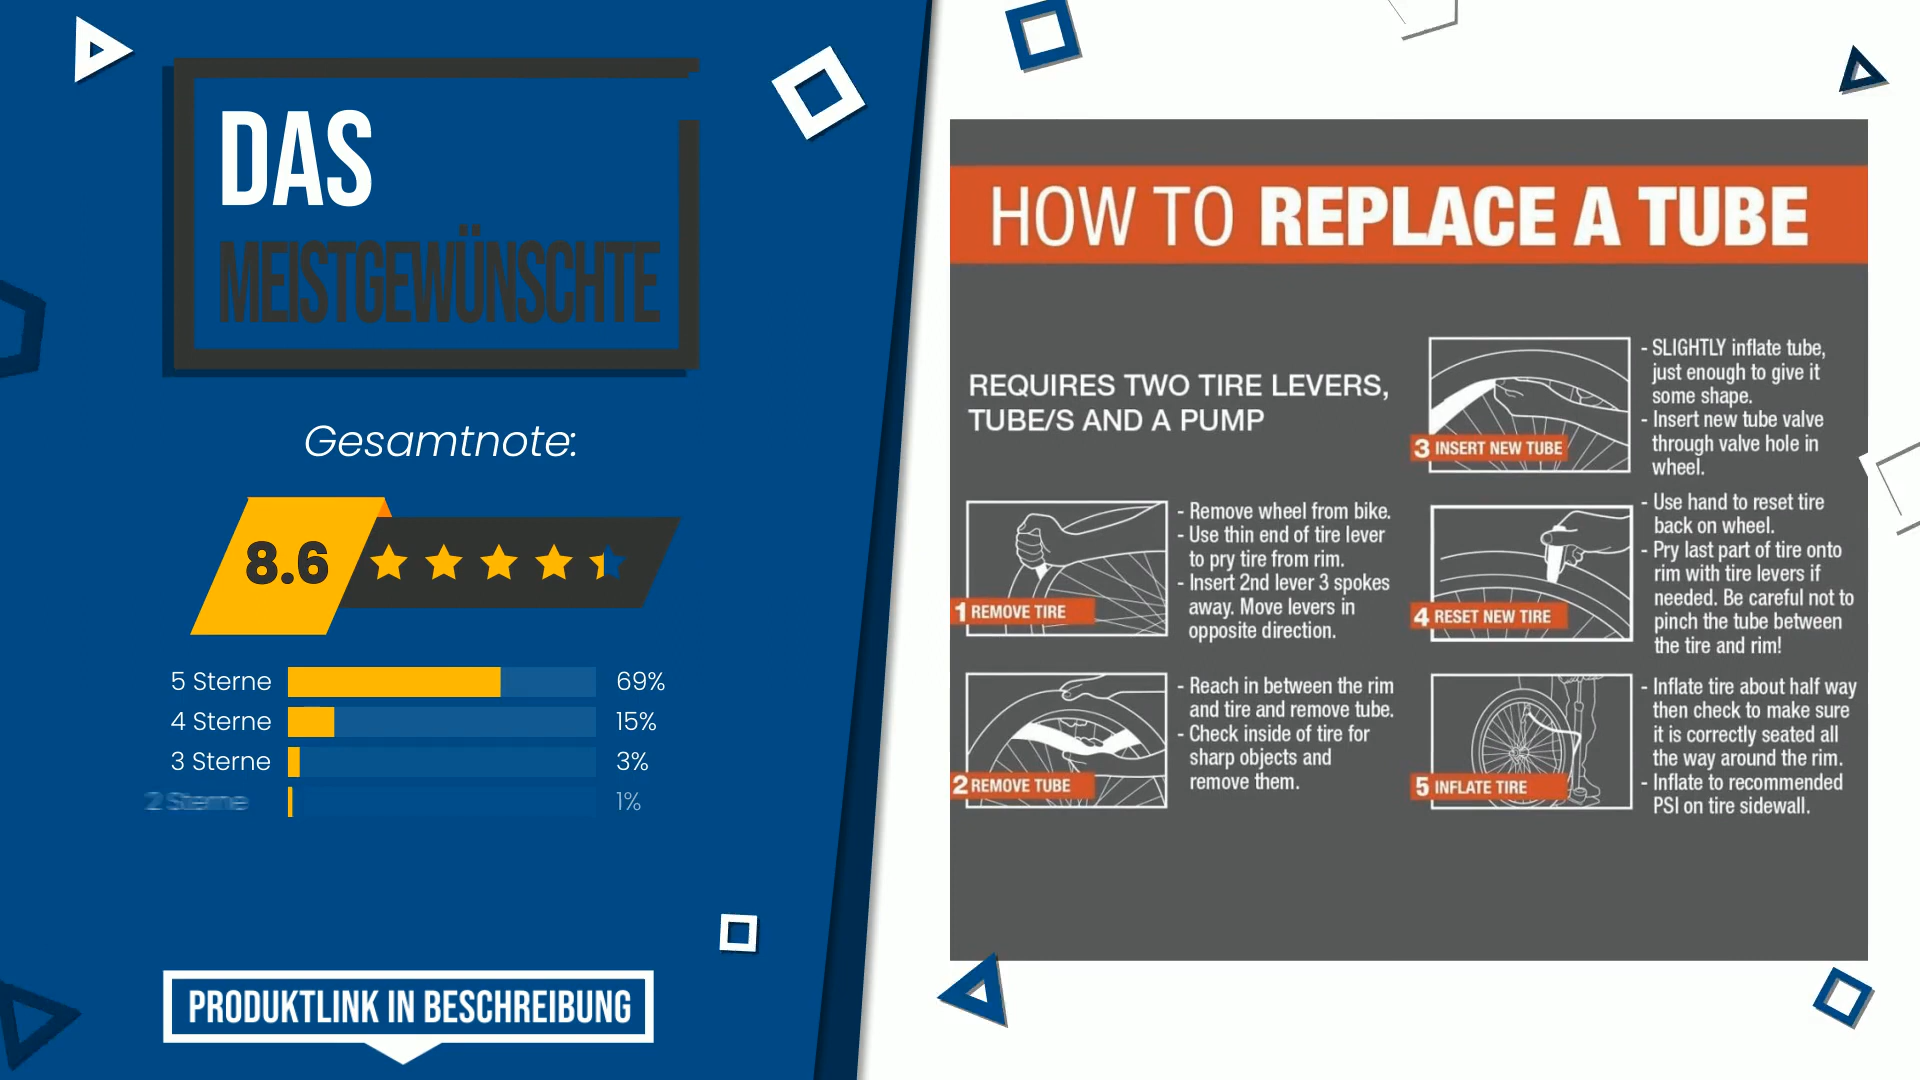 DAS
MEISTGEWÜNSCHTE
Gesamtnote:
8.6
5 Sterne 69%
4 Sterne 15%
3 Sterne 3%
2 Sterne 1%
PRODUKTLINK IN BESCHREIBUNG
HOW TO REPLACE A TUBE
REQUIRES TWO TIRE LEVERS,
TUBE/S AND A PUMP
1 REMOVE TIRE
- Remove wheel from bike.
- Use thin end of tire lever
to pry tire from rim.
- Insert 2nd lever 3 spokes
away. Move levers in
opposite direction.
2 REMOVE TUBE
- Reach in between the rim
and tire and remove tube.
- Check inside of tire for
sharp objects and
remove them.
3 INSERT NEW TUBE
- SLIGHTLY inflate tube,
just enough to give it
some shape.
- Insert new tube valve
through valve hole in
wheel.
4 RESET NEW TIRE
- Use hand to reset tire
back on wheel.
- Pry last part of tire onto
rim with tire levers if
needed. Be careful not to
pinch the tube between
the tire and rim!
5 INFLATE TIRE
- Inflate tire about half way
then check to make sure
it is correctly seated all
the way around the rim.
- Inflate to recommended
PSI on tire sidewall.